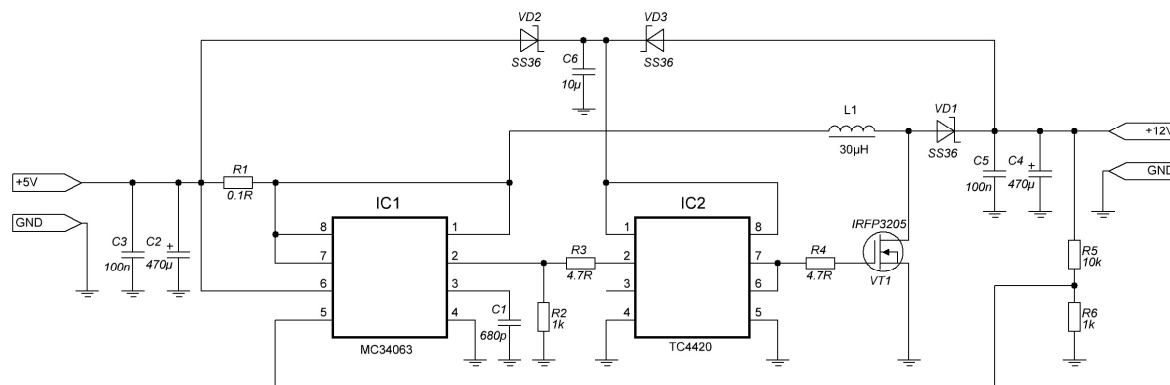 VD2
VD3
C6
10µ
SS36
SS36
L1
30µH
VD1
SS36
+12V
C5
100n
C4
+
470µ
GND
+5V
R1
0.1R
GND
C3
100n
C2
+
470µ
IC1
8
7
6
5
1
2
3
4
MC34063
C1
680p
R3
4.7R
R2
1k
IC2
1
2
3
4
8
7
6
5
TC4420
R4
4.7R
IRFP3205
VT1
R5
10k
R6
1k